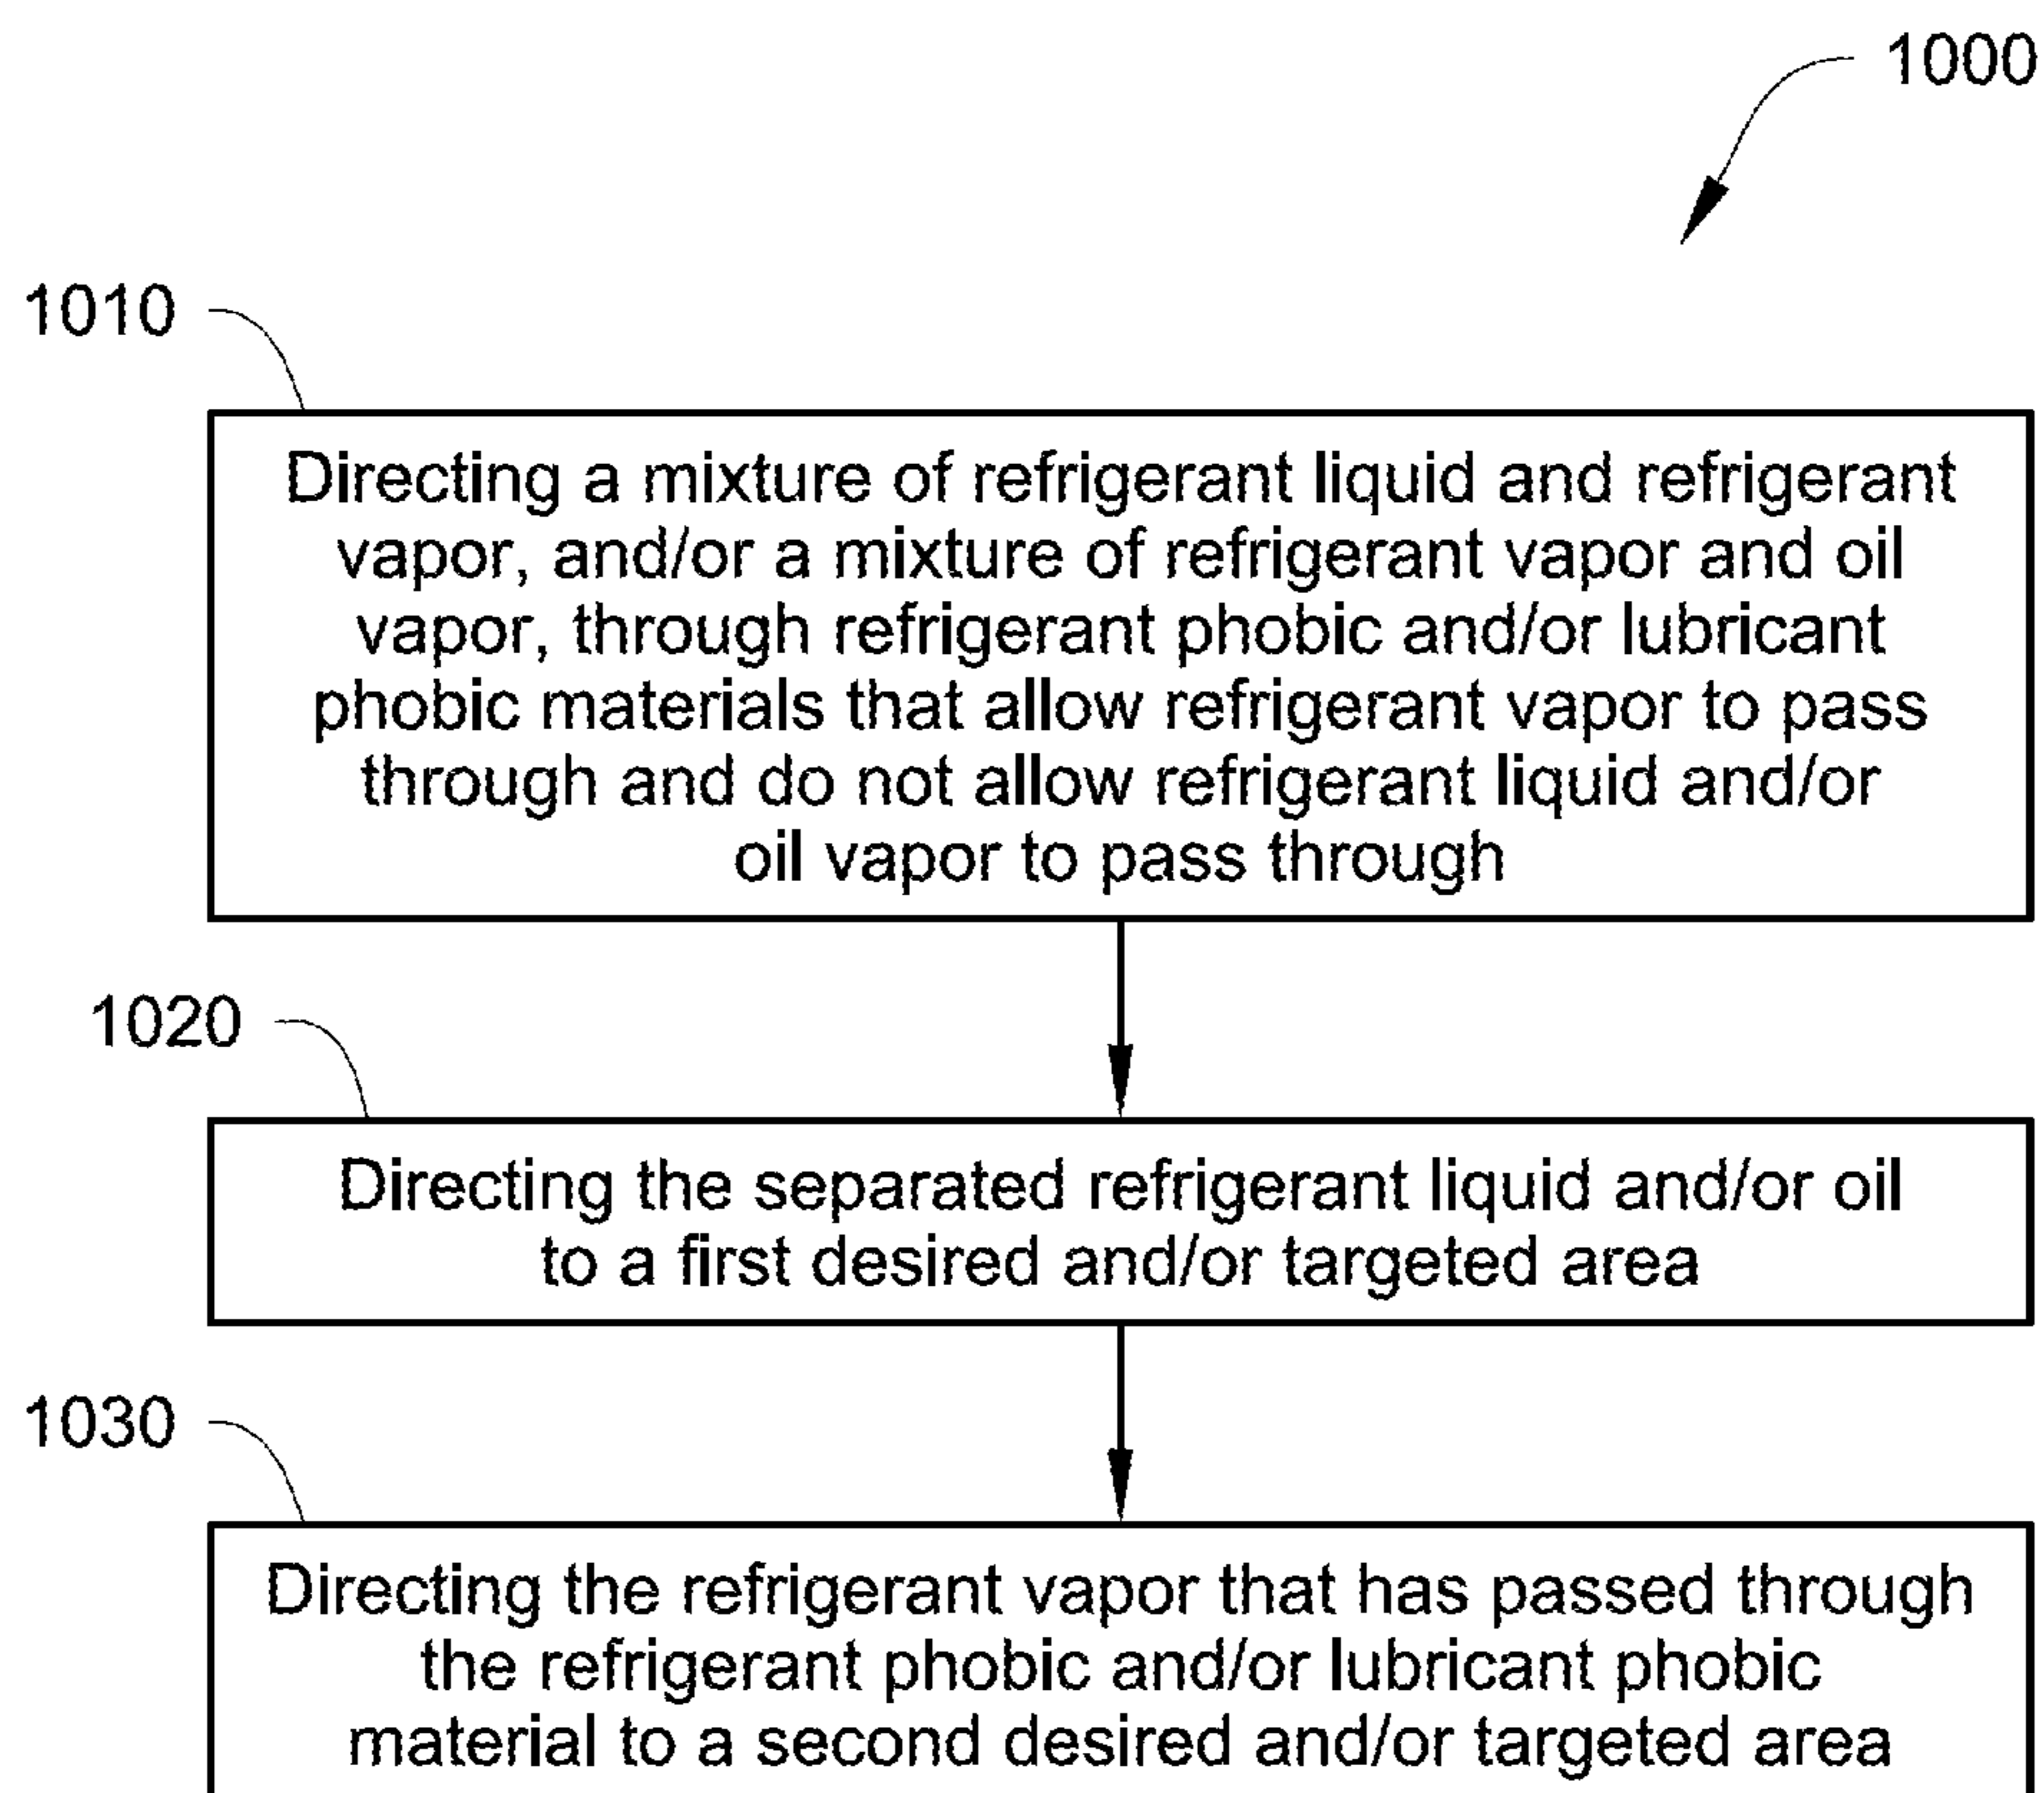 1000
1010
Directing a mixture of refrigerant liquid and refrigerant
vapor, and/or a mixture of refrigerant vapor and oil
vapor, through refrigerant phobic and/or lubricant
phobic materials that allow refrigerant vapor to pass
through and do not allow refrigerant liquid and/or
oil vapor to pass through
1020
Directing the separated refrigerant liquid and/or oil
to a first desired and/or targeted area
1030
Directing the refrigerant vapor that has passed through
the refrigerant phobic and/or lubricant phobic
material to a second desired and/or targeted area